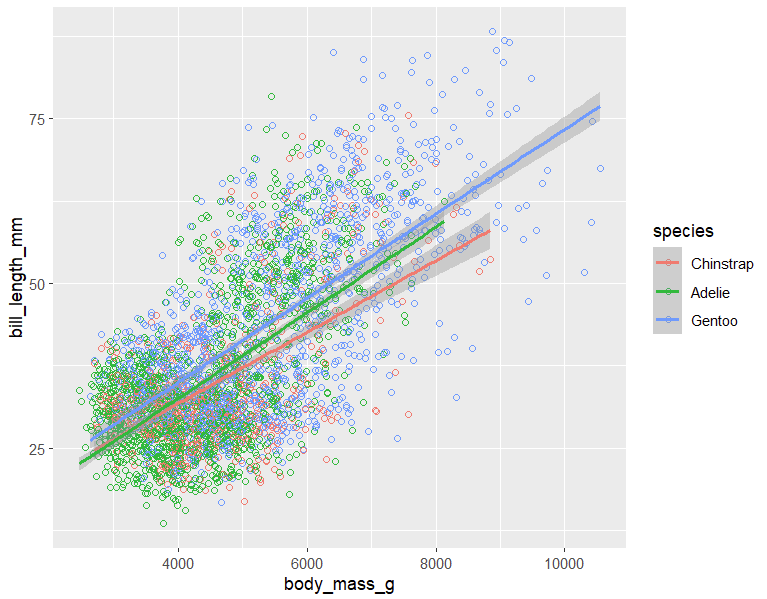 75
50
25
bill_length_mm
4000
6000
8000
10000
body_mass_g
species
Chinstrap
Adelie
Gentoo